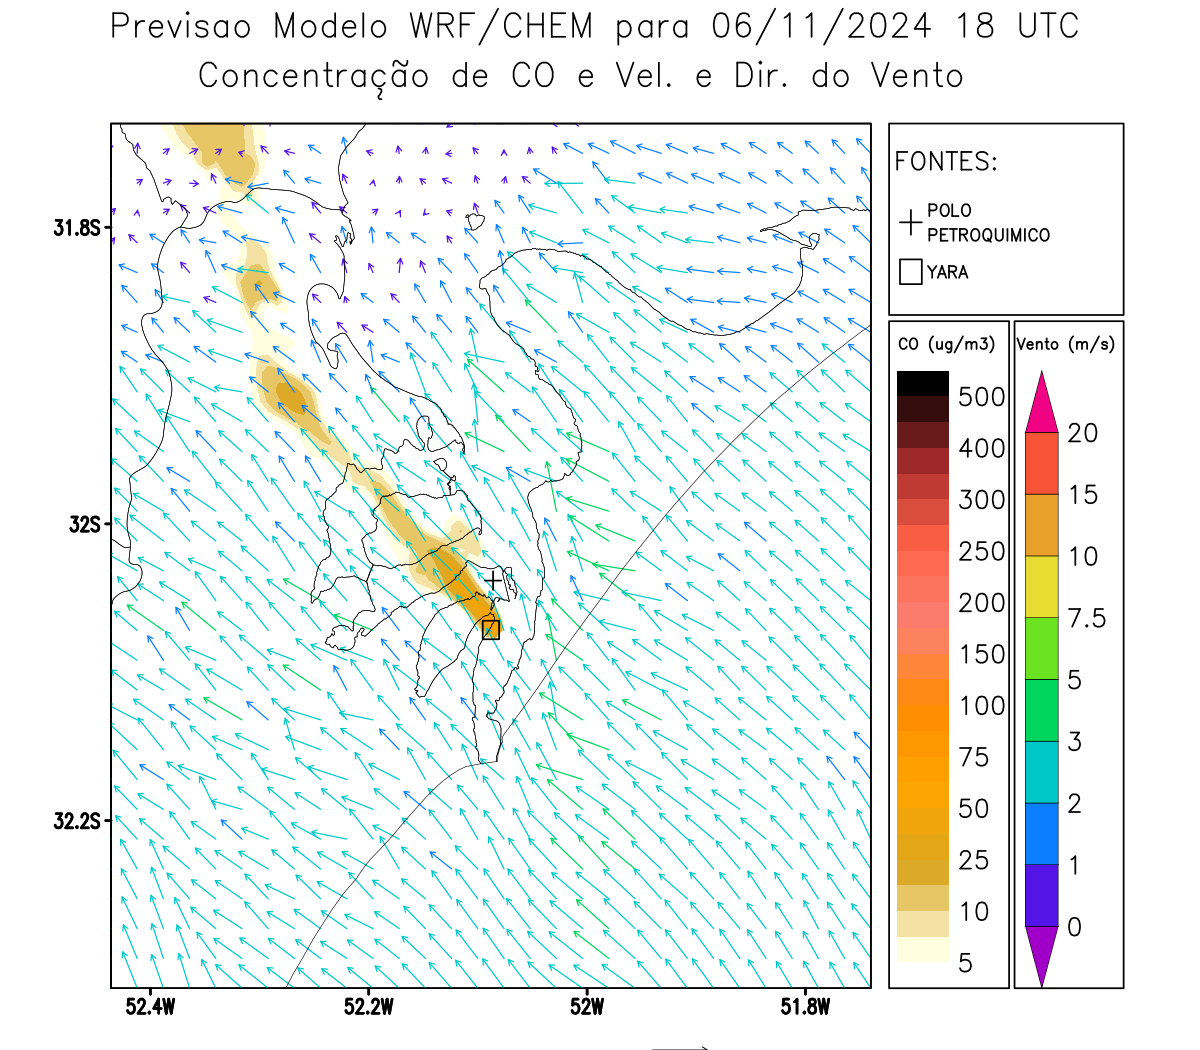 Previsao Modelo WRF/CHEM para 06/11/2024 18 UTC
Concentração de CO e Vel. e Dir. do Vento
FONTES:
POLO
PETROQUIMICO
YARA
CO (ug/m3)
500
400
300
250
200
150
100
75
50
25
10
5
Vento (m/s)
20
15
10
7.5
5
3
2
1
0
31.8S
32S
32.2S
52.4W
52.2W
52W
51.8W